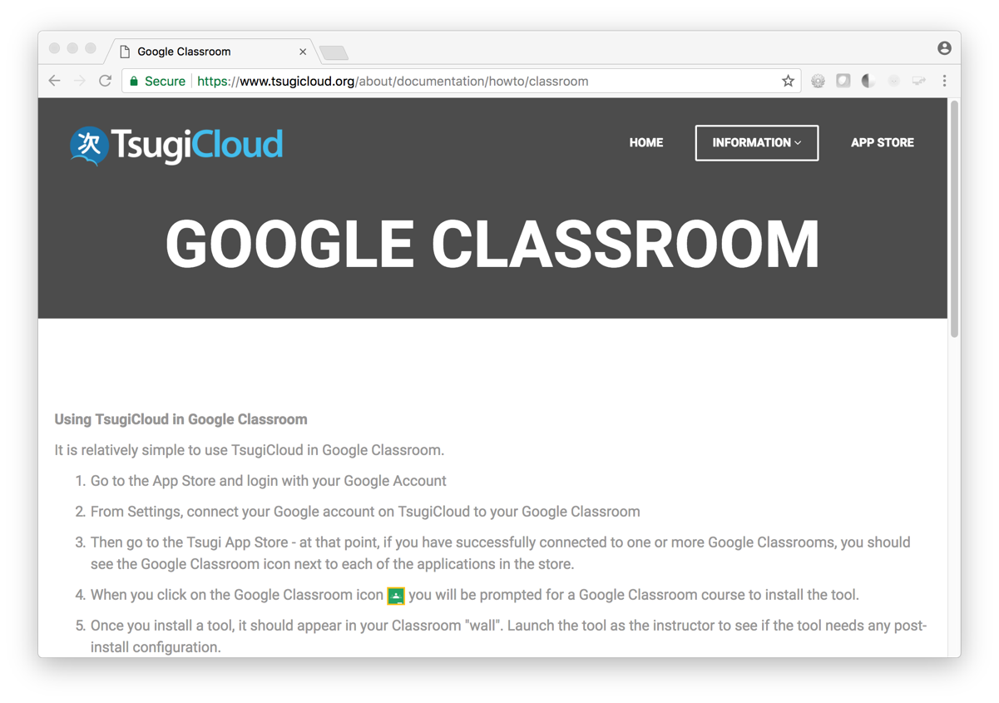 Google Classroom
Secure https://www.tsugicloud.org/about/documentation/howto/classroom
次 TsugiCloud
HOME
INFORMATION
APP STORE
GOOGLE CLASSROOM
Using TsugiCloud in Google Classroom
It is relatively simple to use TsugiCloud in Google Classroom.
1. Go to the App Store and login with your Google Account
2. From Settings, connect your Google account on TsugiCloud to your Google Classroom
3. Then go to the Tsugi App Store - at that point, if you have successfully connected to one or more Google Classrooms, you should
see the Google Classroom icon next to each of the applications in the store.
4. When you click on the Google Classroom icon you will be prompted for a Google Classroom course to install the tool.
5. Once you install a tool, it should appear in your Classroom "wall". Launch the tool as the instructor to see if the tool needs any post-
install configuration.